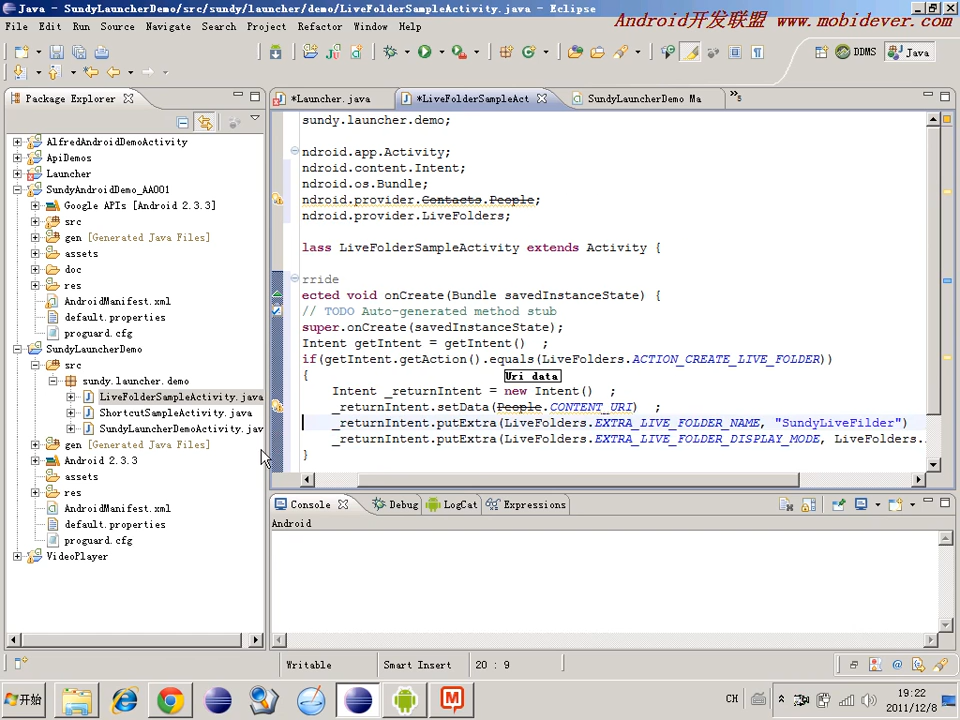 Java - SundyLauncherDemo/src/sundy/launcher/demo/LiveFolderSampleActivity.java - Eclipse
Android开发联盟 www.mobidever.com
File Edit Run Source Navigate Search Project Refactor Window Help
DDMS Java
Package Explorer
*Launcher.java *LiveFolderSampleAct SundyLauncherDemo Ma »5
AlfredAndroidDemoActivity
ApiDemos
Launcher
SundyAndroidDemo_AA001
Google APIs [Android 2.3.3]
src
gen [Generated Java Files]
assets
doc
res
AndroidManifest.xml
default.properties
proguard.cfg
SundyLauncherDemo
src
sundy.launcher.demo
LiveFolderSampleActivity.java
ShortcutSampleActivity.java
SundyLauncherDemoActivity.jav
gen [Generated Java Files]
Android 2.3.3
assets
res
AndroidManifest.xml
default.properties
proguard.cfg
VideoPlayer
sundy.launcher.demo;
ndroid.app.Activity;
ndroid.content.Intent;
ndroid.os.Bundle;
ndroid.provider.Contacts.People;
ndroid.provider.LiveFolders;
lass LiveFolderSampleActivity extends Activity {
rride
ected void onCreate(Bundle savedInstanceState) {
// TODO Auto-generated method stub
super.onCreate(savedInstanceState);
Intent getIntent = getIntent() ;
if(getIntent.getAction().equals(LiveFolders.ACTION_CREATE_LIVE_FOLDER))
{
Uri data
Intent _returnIntent = new Intent() ;
_returnIntent.setData(People.CONTENT_URI) ;
_returnIntent.putExtra(LiveFolders.EXTRA_LIVE_FOLDER_NAME, "SundyLiveFilder")
_returnIntent.putExtra(LiveFolders.EXTRA_LIVE_FOLDER_DISPLAY_MODE, LiveFolders.
}
Console Debug LogCat Expressions
Android
Writable Smart Insert 20 : 9
开始
CH
19:22
2011/12/8